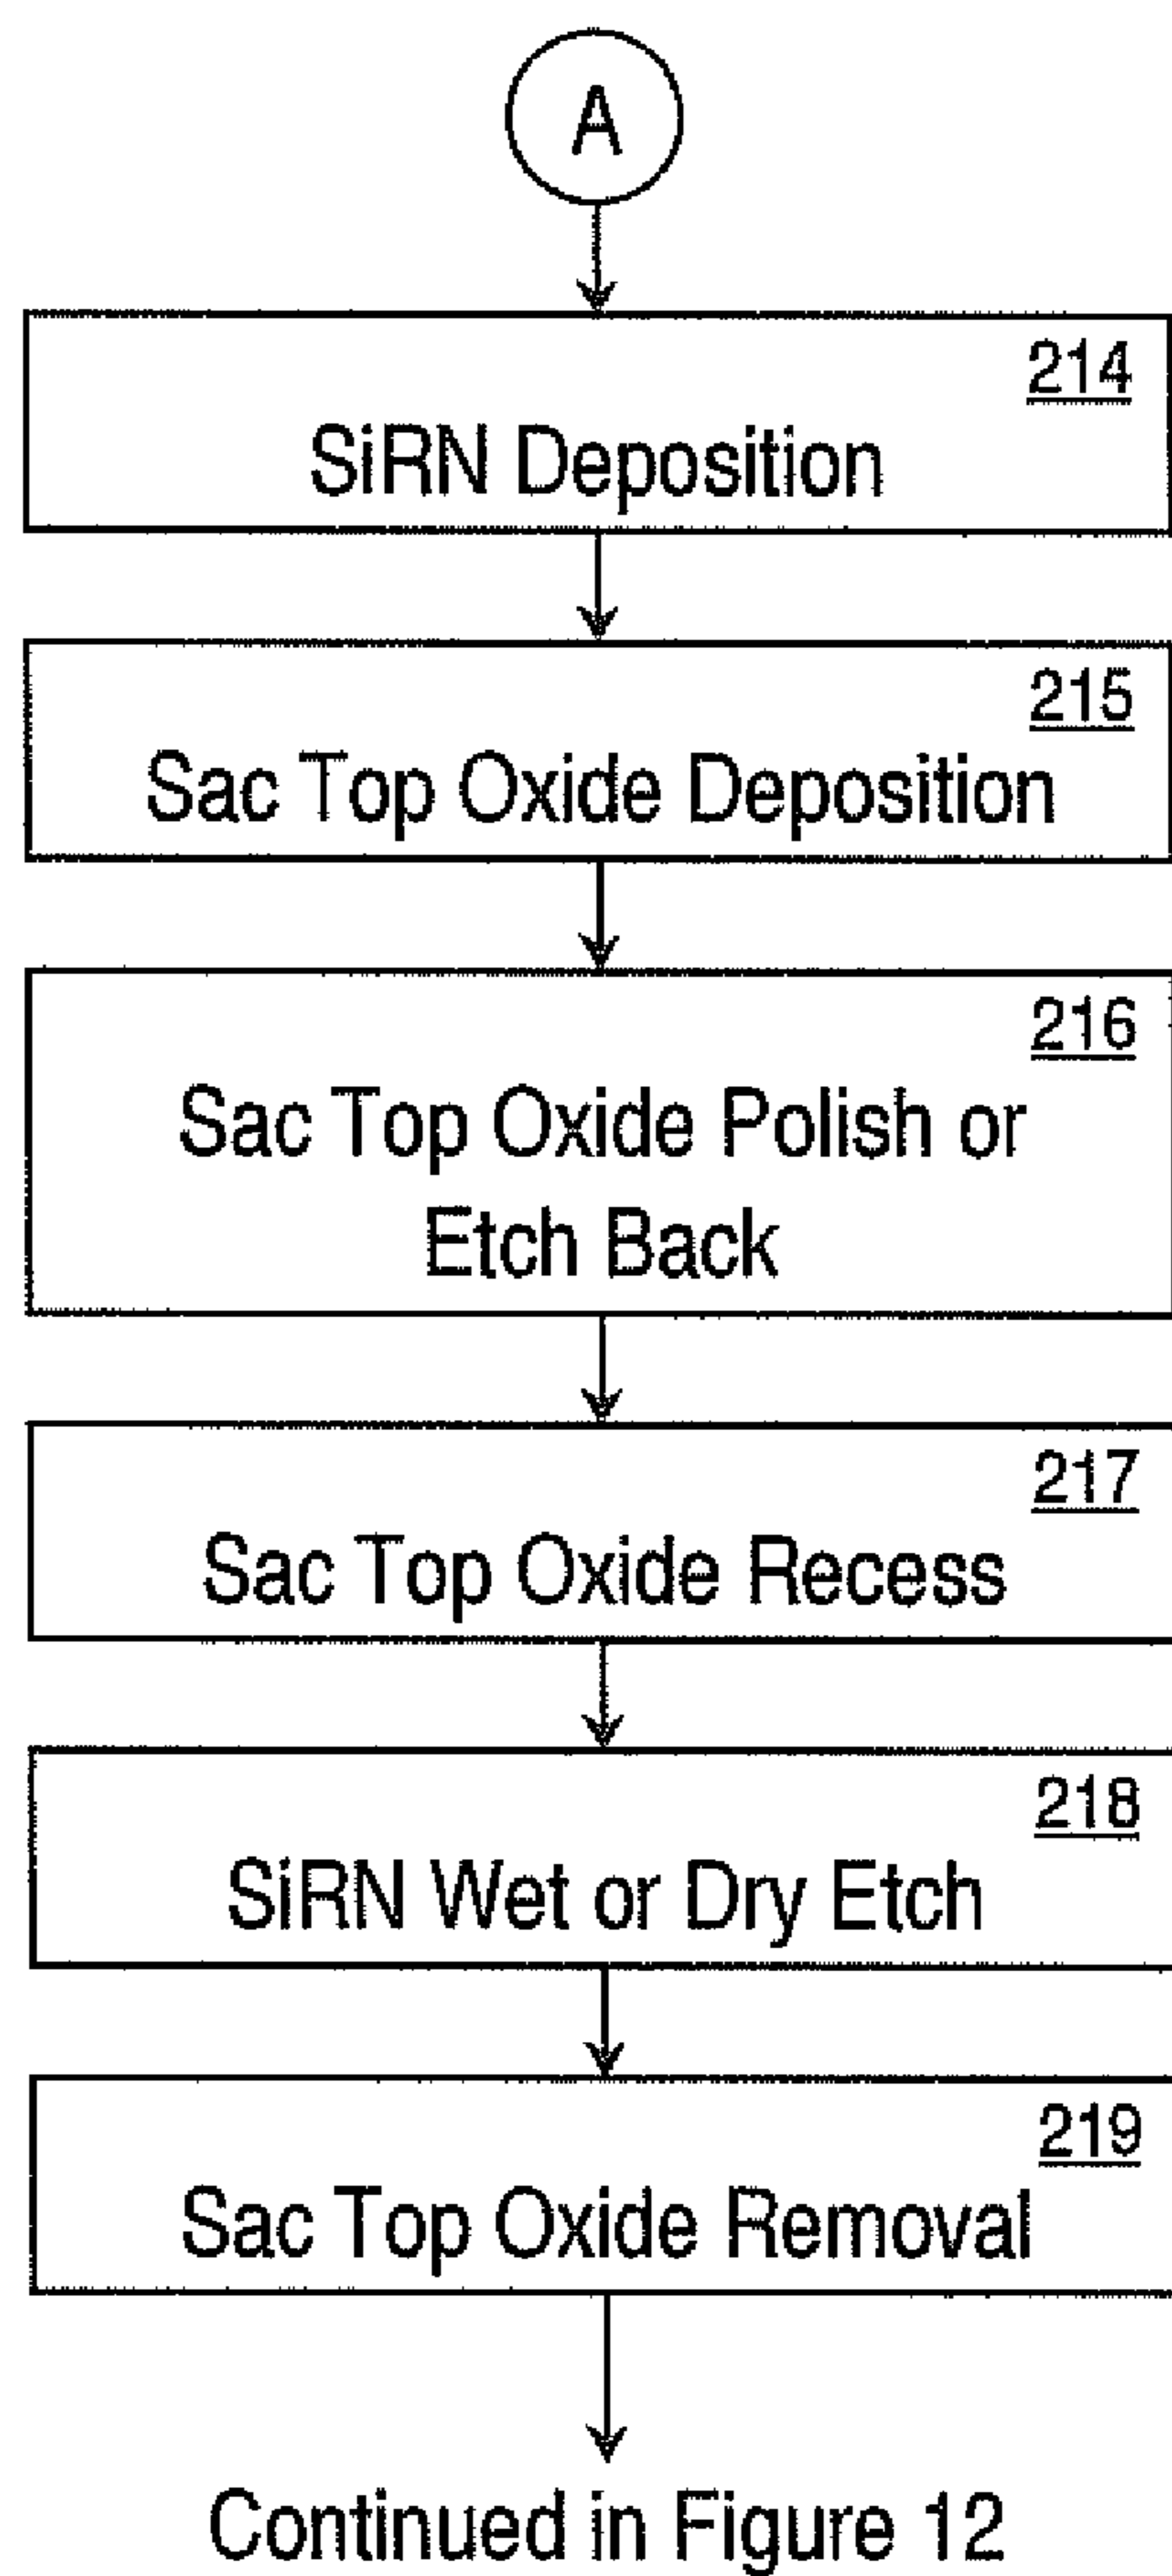 A
214
SiRN Deposition
215
Sac Top Oxide Deposition
216
Sac Top Oxide Polish or
Etch Back
217
Sac Top Oxide Recess
218
SiRN Wet or Dry Etch
219
Sac Top Oxide Removal
Continued in Figure 12